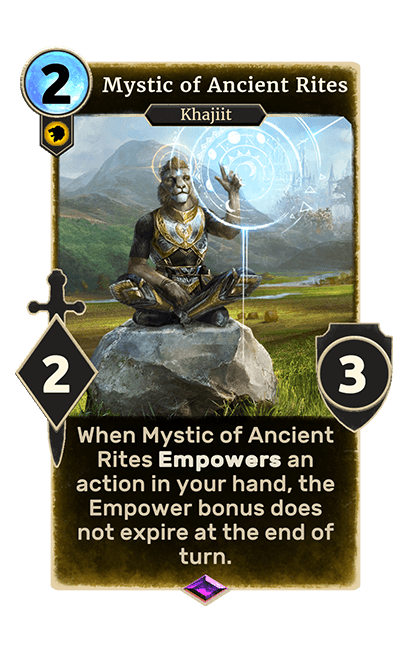 2
Mystic of Ancient Rites
Khajiit
2
3
When Mystic of Ancient
Rites Empowers an
action in your hand, the
Empower bonus does
not expire at the end of
turn.